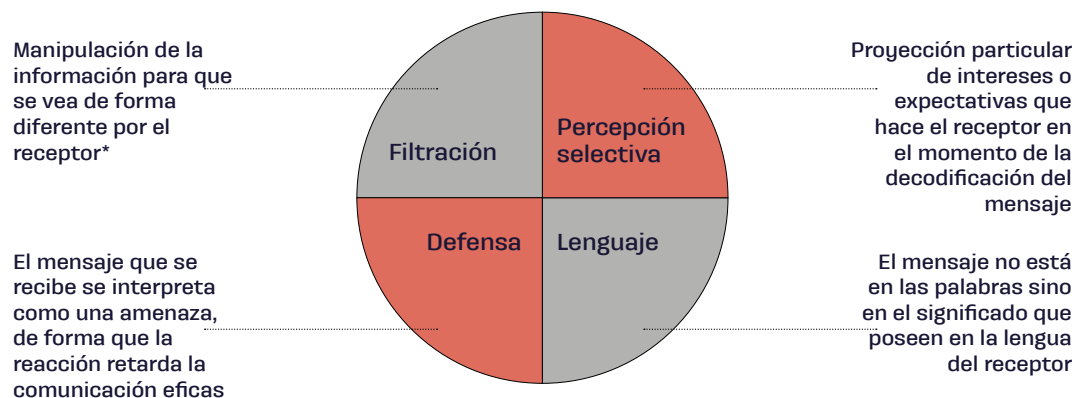 Manipulación de la
información para que
se vea de forma
diferente por el
receptor*
Filtración
Percepción
selectiva
Proyección particular
de intereses o
expectativas que
hace el receptor en
el momento de la
decodificación del
mensaje
El mensaje que se
recibe se interpreta
como una amenaza,
de forma que la
reacción retarda la
comunicación eficas
Defensa
Lenguaje
El mensaje no está
en las palabras sino
en el significado que
poseen en la lengua
del receptor